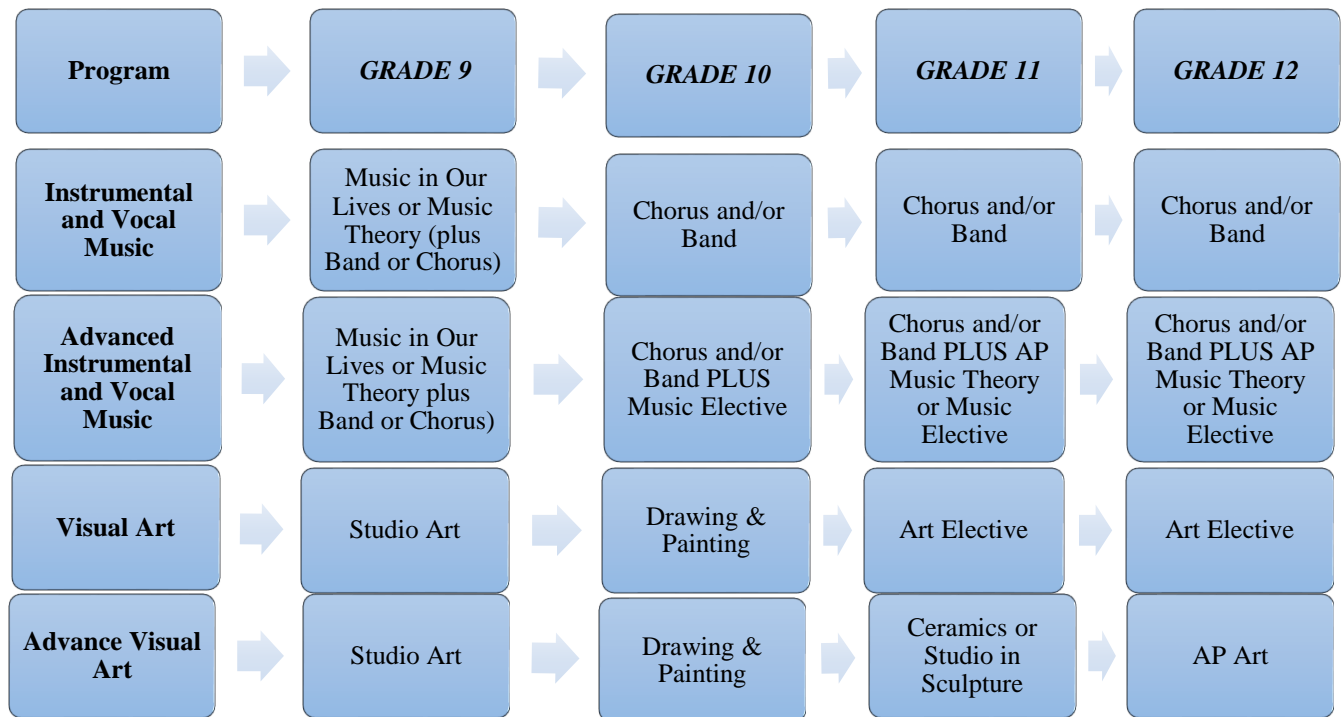 Program
GRADE 9
GRADE 10
GRADE 11
GRADE 12
Instrumental
and Vocal
Music
Music in Our
Lives or Music
Theory (plus
Band or Chorus)
Chorus and/or
Band
Chorus and/or
Band
Chorus and/or
Band
Advanced
Instrumental
and Vocal
Music
Music in Our
Lives or Music
Theory plus
Band or Chorus)
Chorus and/or
Band PLUS
Music Elective
Chorus and/or
Band PLUS AP
Music Theory
or Music
Elective
Chorus and/or
Band PLUS AP
Music Theory
or Music
Elective
Visual Art
Studio Art
Drawing &
Painting
Art Elective
Art Elective
Advance Visual
Art
Studio Art
Drawing &
Painting
Ceramics or
Studio in
Sculpture
AP Art